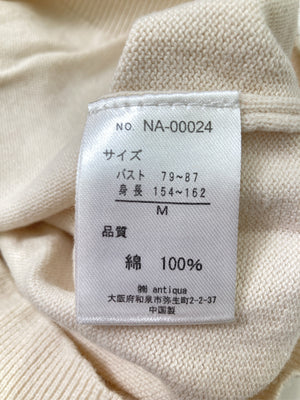 NO. NA-00024
サイズ
バスト 79~87
身長 154~162
M
品質
綿 100%
㈱ antiqua
大阪府和泉市弥生町2-2-37
中国製